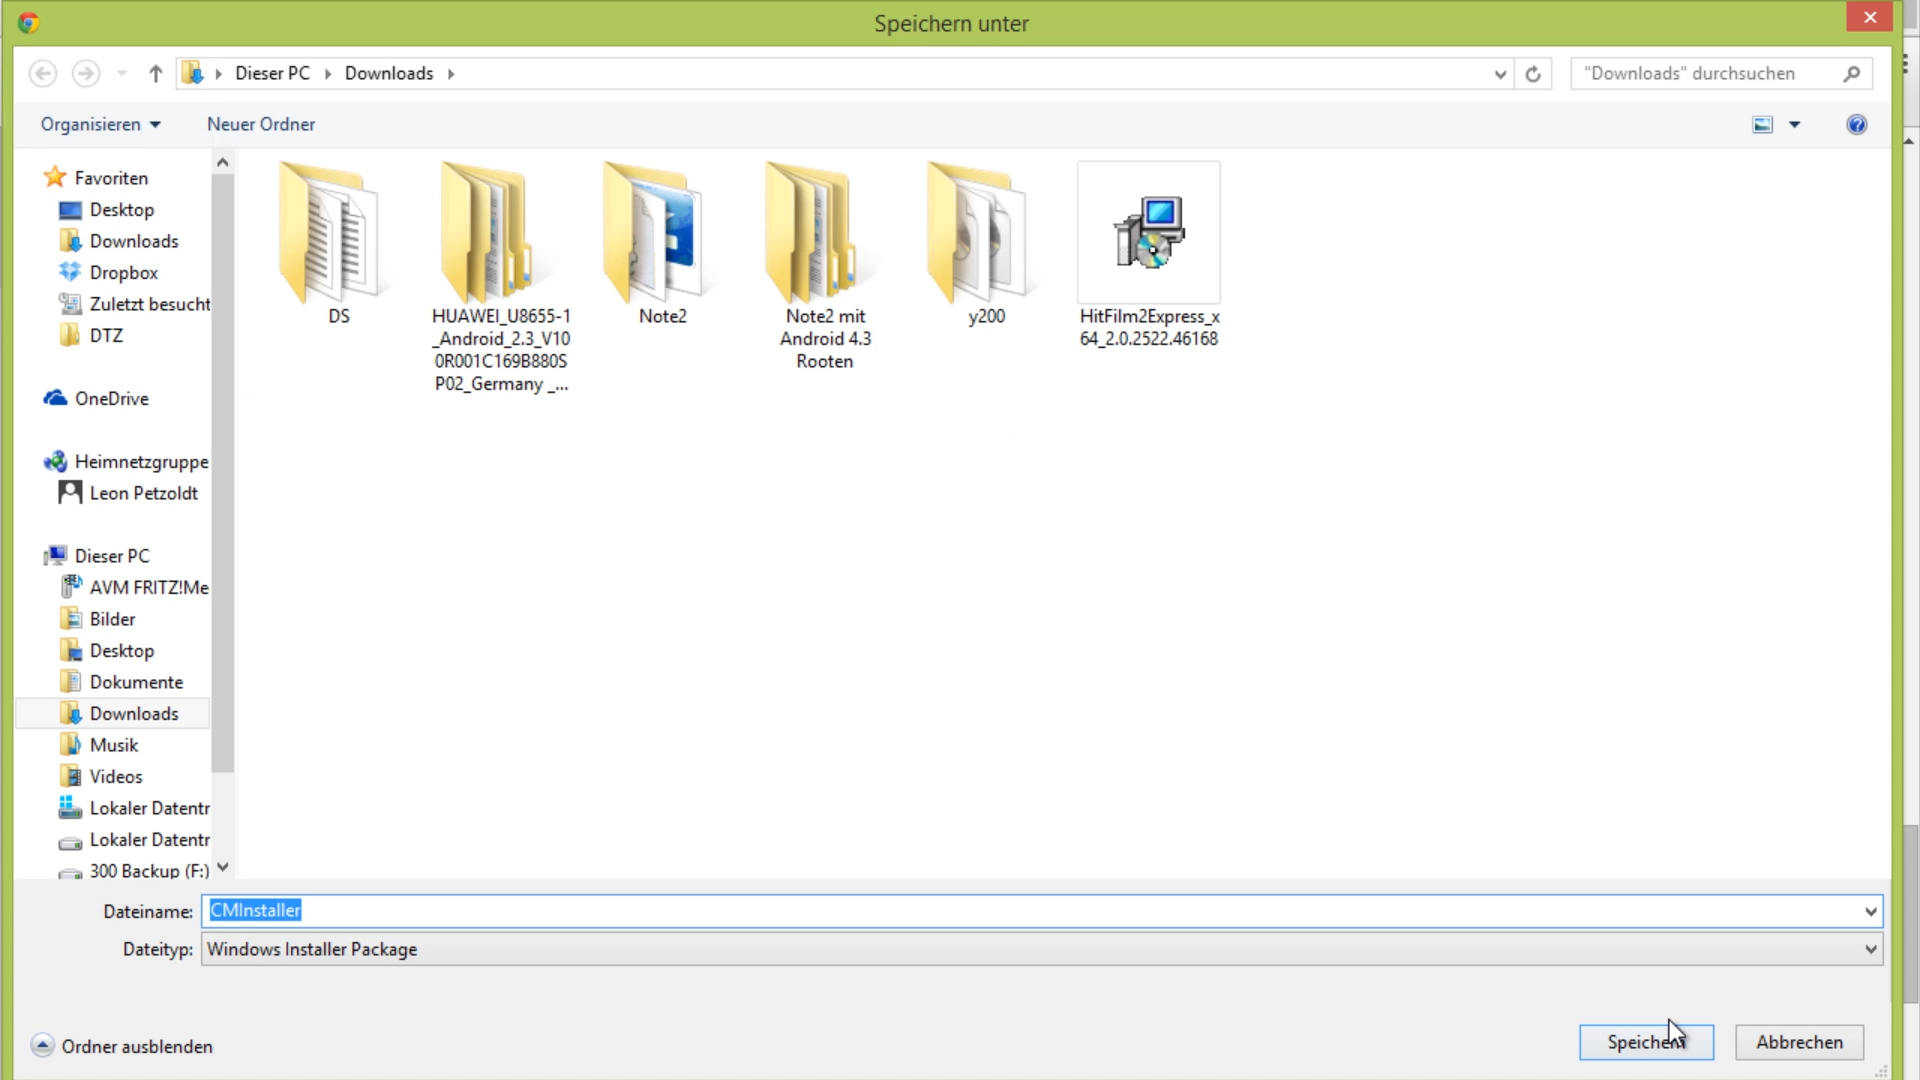 Speichern unter
Dieser PC
Downloads
"Downloads" durchsuchen
Organisieren
Neuer Ordner
Favoriten
Desktop
Downloads
Dropbox
Zuletzt besucht
DTZ
OneDrive
Heimnetzgruppe
Leon Petzoldt
Dieser PC
AVM FRITZ!Me
Bilder
Desktop
Dokumente
Downloads
Musik
Videos
Lokaler Datentr
Lokaler Datentr
300 Backup (F:)
DS
HUAWEI_U8655-1
_Android_2.3_V10
0R001C169B880S
P02_Germany _...
Note2
Note2 mit
Android 4.3
Rooten
y200
HitFilm2Express_x
64_2.0.2522.46168
Dateiname:
CMInstaller
Dateityp:
Windows Installer Package
Ordner ausblenden
Speichern
Abbrechen